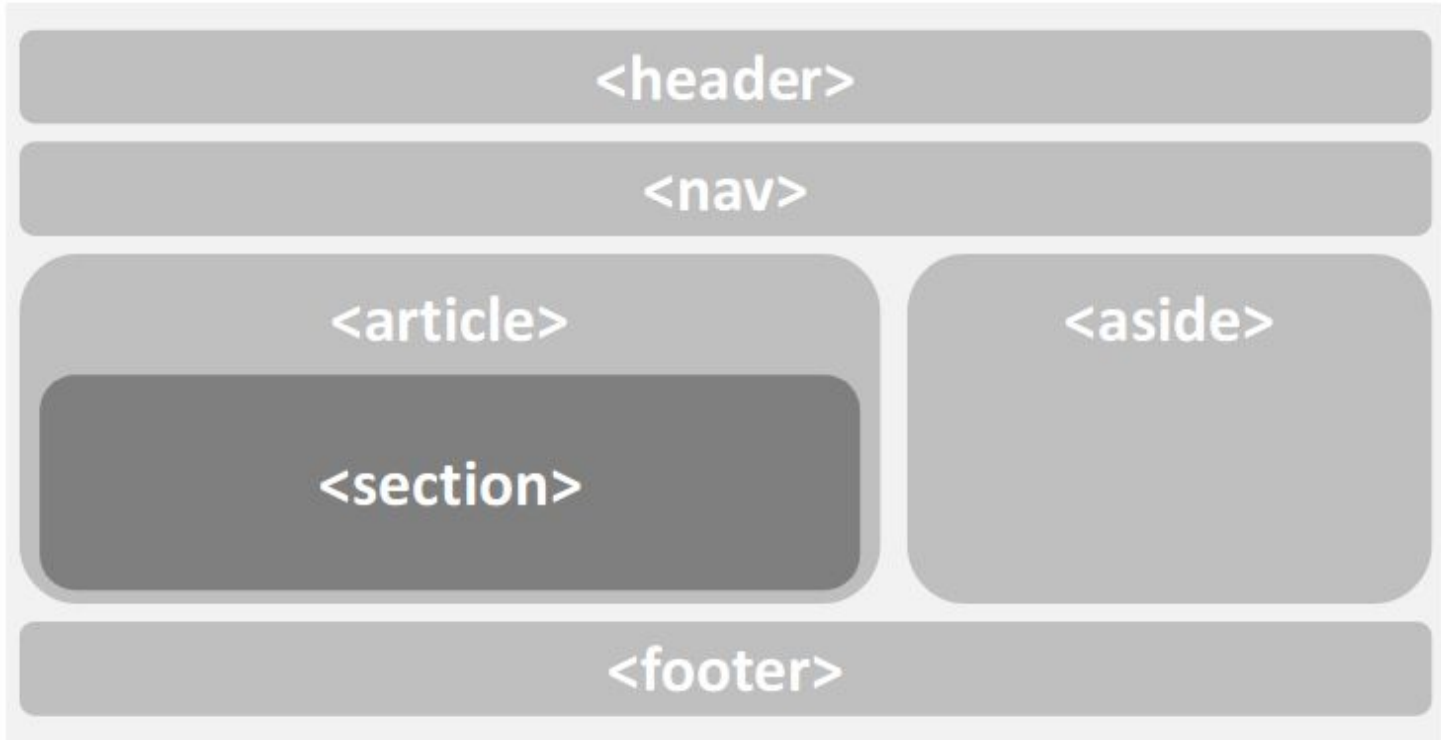 <header>
<nav>
<article>
<aside>
<section>
<footer>